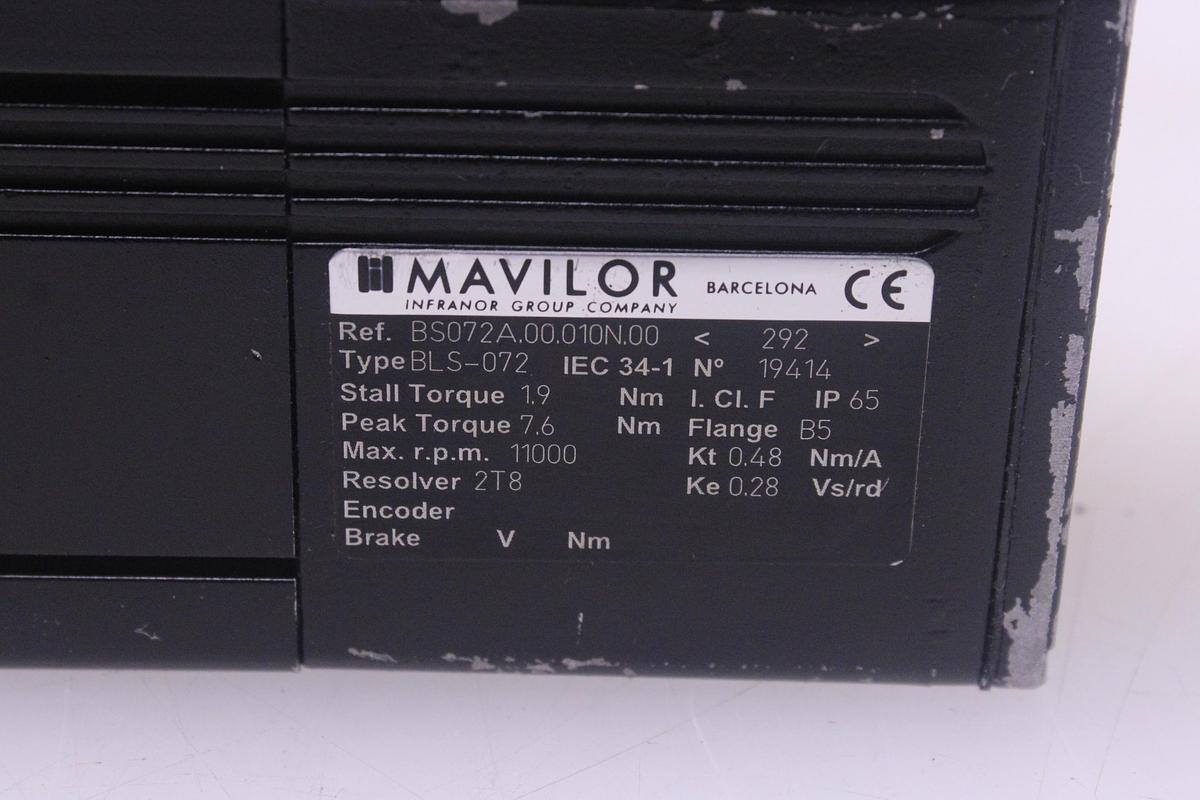 MAVILOR BARCELONA CE
INFRANOR GROUP COMPANY
Ref. BS072A.00.010N.00 < 292 >
Type BLS-072 IEC 34-1 Nº 19414
Stall Torque 1.9 Nm I. Cl. F IP 65
Peak Torque 7.6 Nm Flange B5
Max. r.p.m. 11000 Kt 0.48 Nm/A
Resolver 2T8 Ke 0.28 Vs/rd
Encoder
Brake V Nm